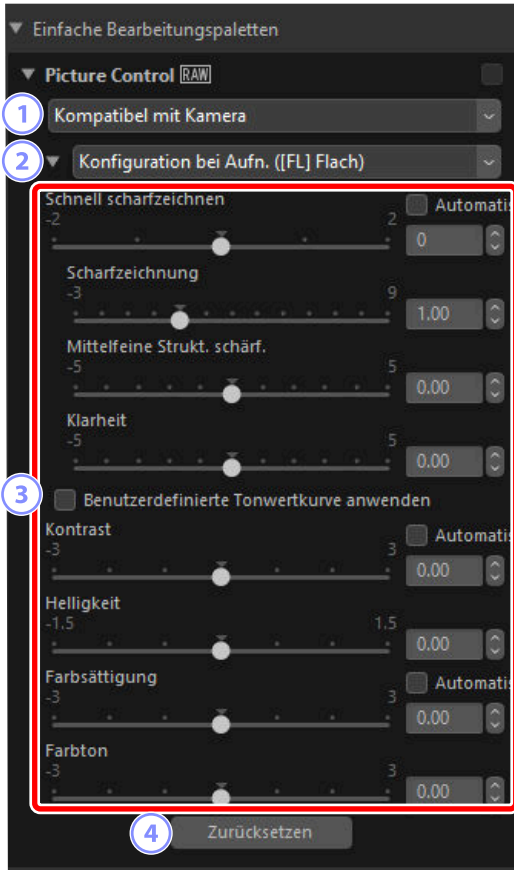 Einfache Bearbeitungspaletten
Picture Control RAW
1 Kompatibel mit Kamera
2 Konfiguration bei Aufn. ([FL] Flach)
Schnell scharfzeichnen
-2 2 Automatis
0
Scharfzeichnung
-3 9
1.00
Mittelfeine Strukt. schärf.
-5 5
0.00
Klarheit
-5 5
0.00
3 Benutzerdefinierte Tonwertkurve anwenden
Kontrast
-3 3 Automatis
0.00
Helligkeit
-1.5 1.5
0.00
Farbsättigung
-3 3 Automatis
0.00
Farbton
-3 3
0.00
4 Zurücksetzen